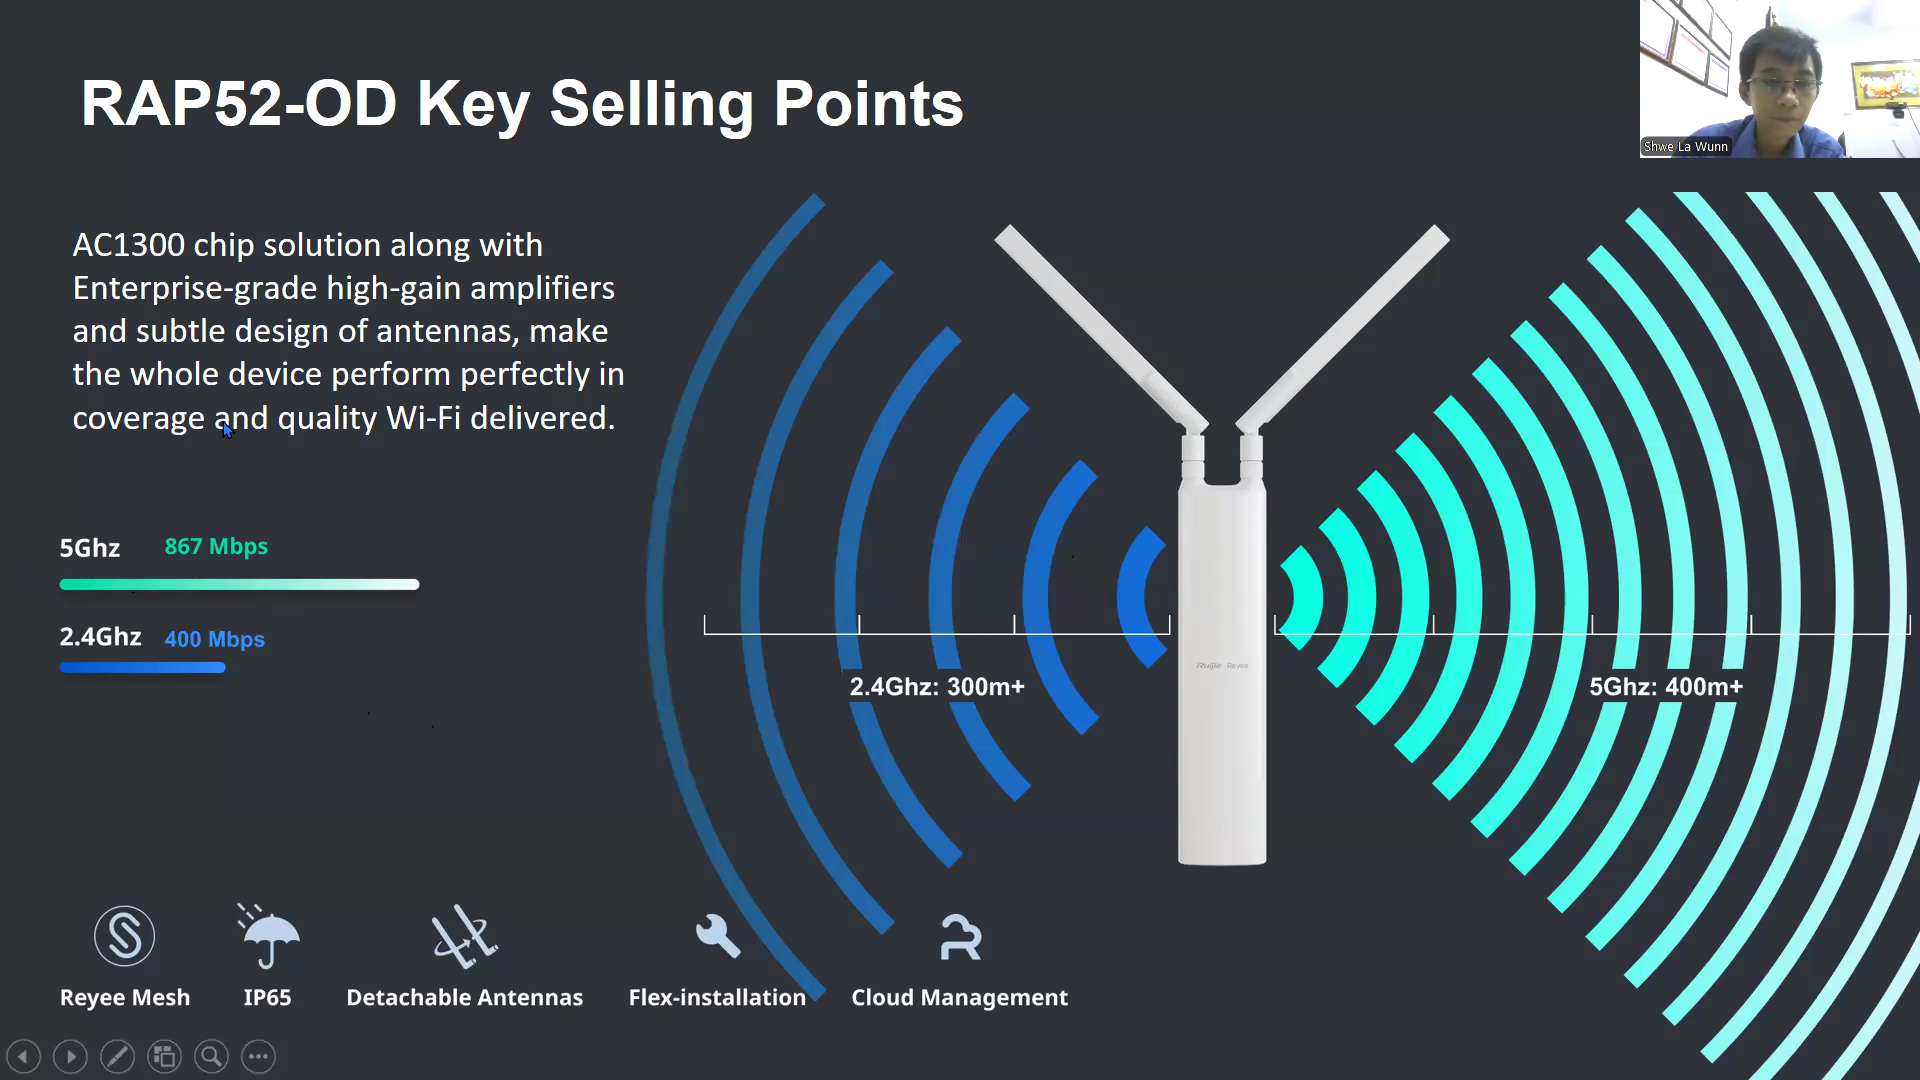 RAP52-OD Key Selling Points
Shwe La Wunn
AC1300 chip solution along with
Enterprise-grade high-gain amplifiers
and subtle design of antennas, make
the whole device perform perfectly in
coverage and quality Wi-Fi delivered.
5Ghz 867 Mbps
2.4Ghz 400 Mbps
Ruijie Reyee
2.4Ghz: 300m+
5Ghz: 400m+
Reyee Mesh
IP65
Detachable Antennas
Flex-installation
Cloud Management